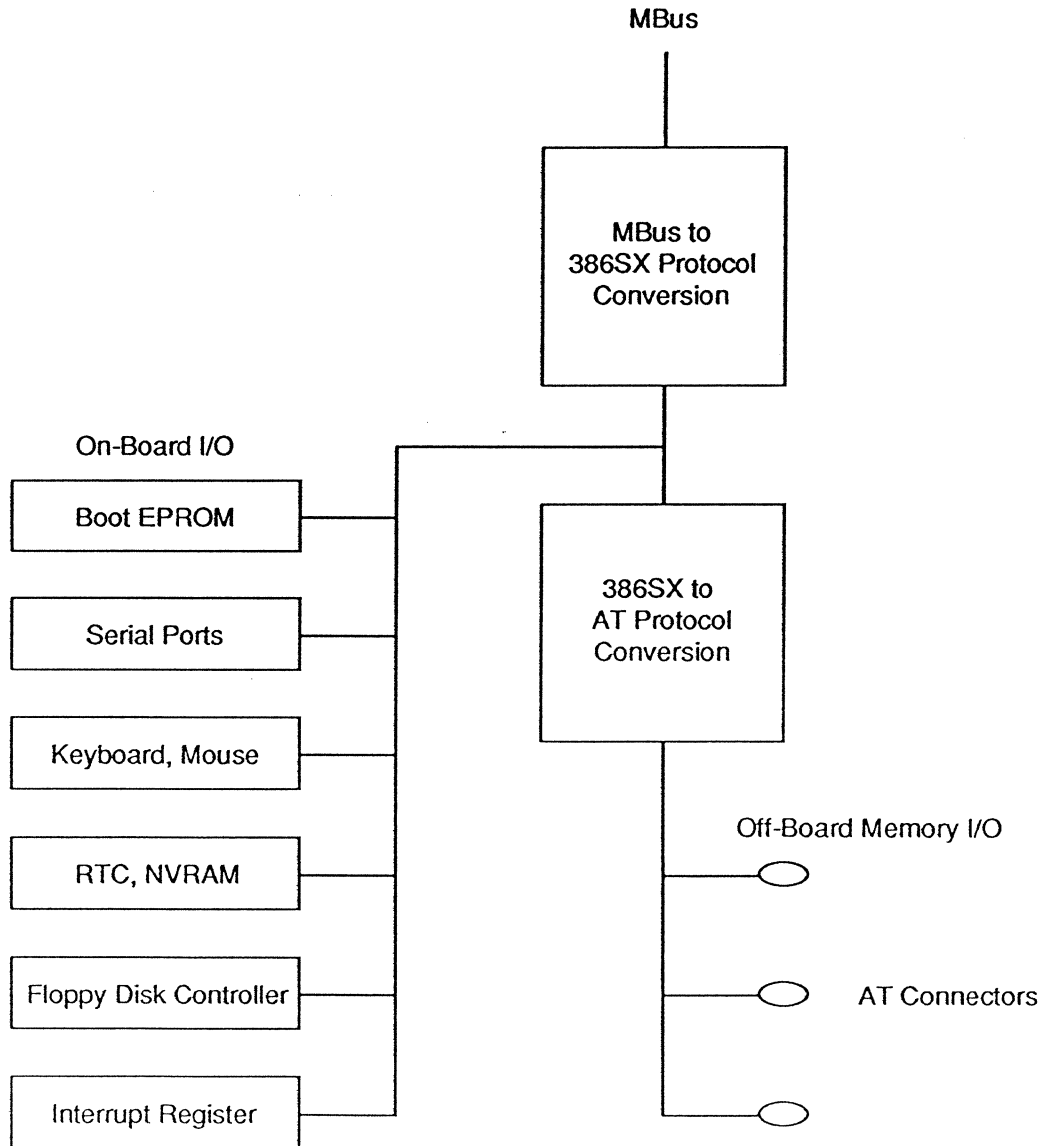 MBus
MBus to
386SX Protocol
Conversion
On-Board I/O
Boot EPROM
386SX to
AT Protocol
Conversion
Serial Ports
Keyboard, Mouse
Off-Board Memory I/O
RTC, NVRAM
Floppy Disk Controller
AT Connectors
Interrupt Register